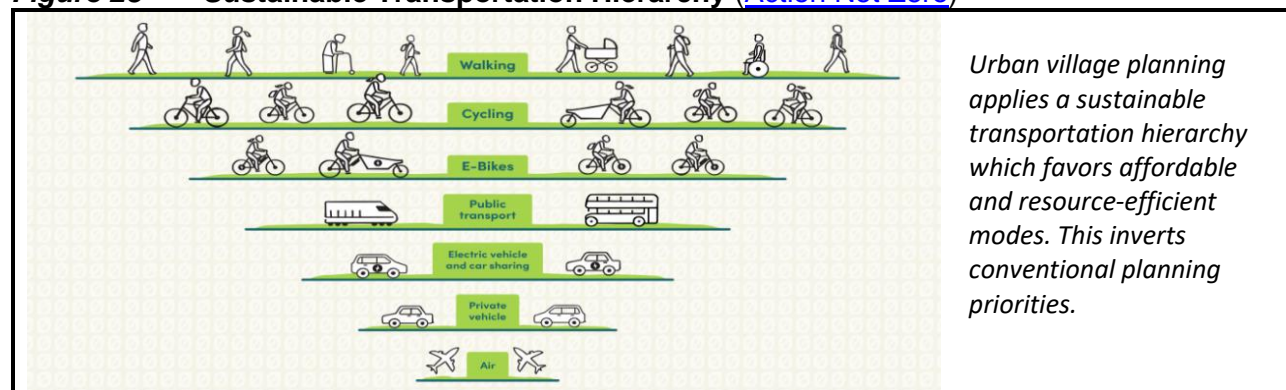 Sustainable Transportation Hierarchy (Action Net Zero)
Walking
Cycling
E-Bikes
Public
transport
Electric vehicle
and car sharing
Private
vehicle
Air
Urban village planning
applies a sustainable
transportation hierarchy
which favors affordable
and resource-efficient
modes. This inverts
conventional planning
priorities.